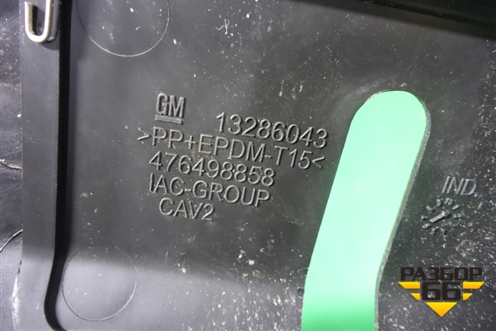 GM 13286043
>PP+EPDM-T15<
476498858
IAC-GROUP
CAV2
IND.
РАЗБОР
66